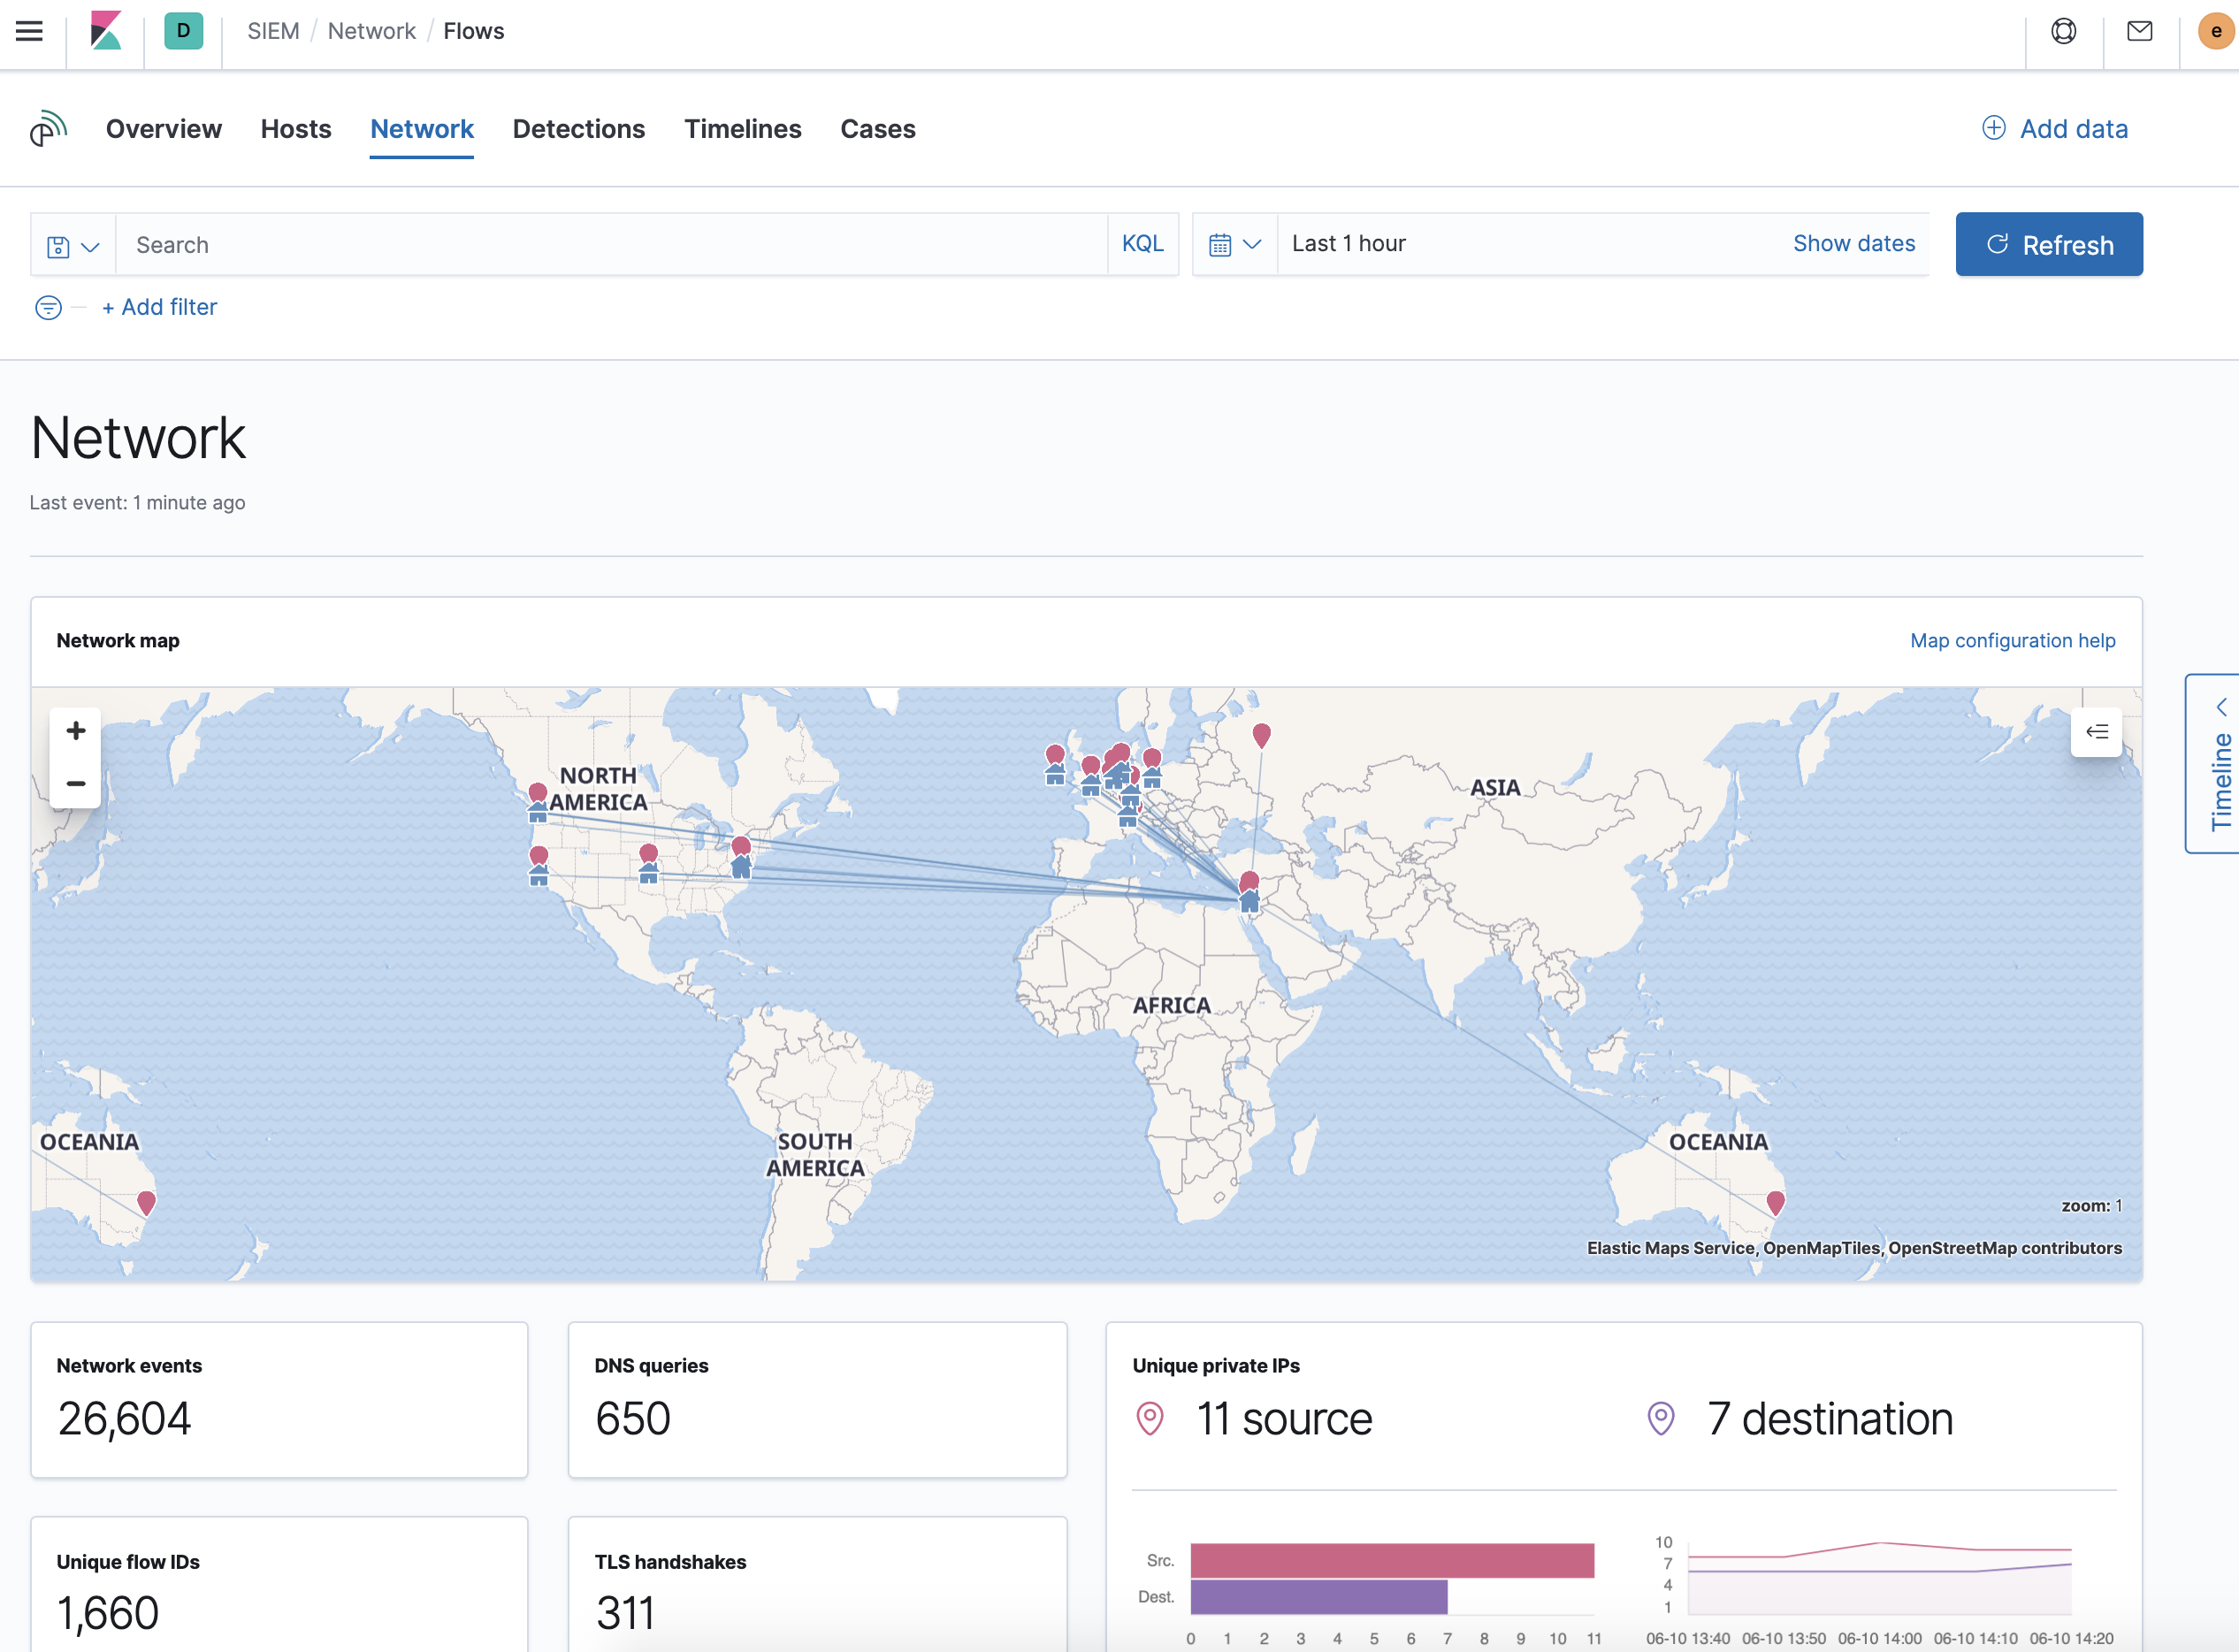 D SIEM / Network / Flows e
Overview Hosts Network Detections Timelines Cases Add data
Search KQL Last 1 hour Show dates Refresh
+ Add filter
Network
Last event: 1 minute ago
Network map Map configuration help
Timeline
+
−
NORTH
AMERICA
ASIA
AFRICA
OCEANIA
SOUTH
AMERICA
OCEANIA
zoom: 1
Elastic Maps Service, OpenMapTiles, OpenStreetMap contributors
Network events
26,604
DNS queries
650
Unique private IPs
11 source 7 destination
Unique flow IDs
1,660
TLS handshakes
311
Src.
Dest.
0 1 2 3 4 5 6 7 8 9 10 11
10
7
4
1
06-10 13:40 06-10 13:50 06-10 14:00 06-10 14:10 06-10 14:20